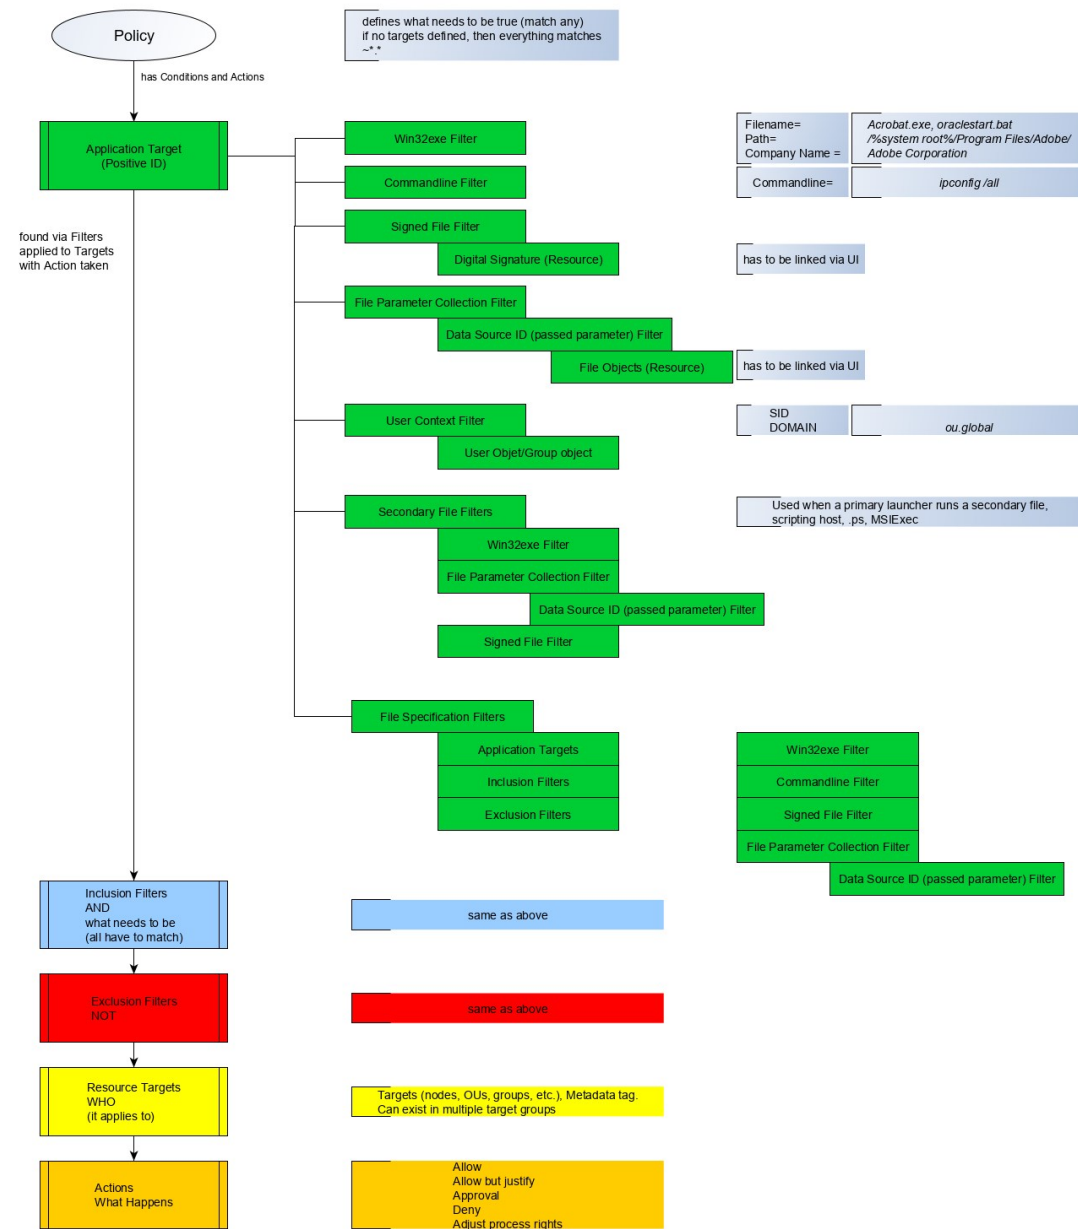 Policy
defines what needs to be true (match any)
if no targets defined, then everything matches
~*.*
has Conditions and Actions
Application Target
(Positive ID)
Win32exe Filter
Filename=
Path=
Company Name =
Acrobat.exe, oraclestart.bat
/%system root%/Program Files/Adobe/
Adobe Corporation
Commandline Filter
Commandline=
ipconfig /all
found via Filters
applied to Targets
with Action taken
Signed File Filter
Digital Signature (Resource)
has to be linked via UI
File Parameter Collection Filter
Data Source ID (passed parameter) Filter
File Objects (Resource)
has to be linked via UI
User Context Filter
SID
DOMAIN
ou.global
User Objet/Group object
Secondary File Filters
Used when a primary launcher runs a secondary file,
scripting host, .ps, MSIExec
Win32exe Filter
File Parameter Collection Filter
Data Source ID (passed parameter) Filter
Signed File Filter
File Specification Filters
Application Targets
Inclusion Filters
Exclusion Filters
Win32exe Filter
Commandline Filter
Signed File Filter
File Parameter Collection Filter
Data Source ID (passed parameter) Filter
Inclusion Filters
AND
what needs to be
(all have to match)
same as above
Exclusion Filters
NOT
same as above
Resource Targets
WHO
(it applies to)
Targets (nodes, OUs, groups, etc.), Metadata tag.
Can exist in multiple target groups
Actions
What Happens
Allow
Allow but justify
Approval
Deny
Adjust process rights